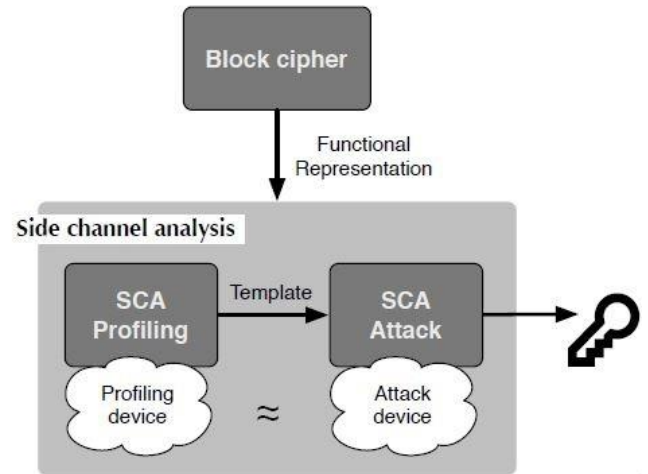 Block cipher
Functional
Representation
Side channel analysis
SCA
Profiling
Template
SCA
Attack
Profiling
device
≈
Attack
device